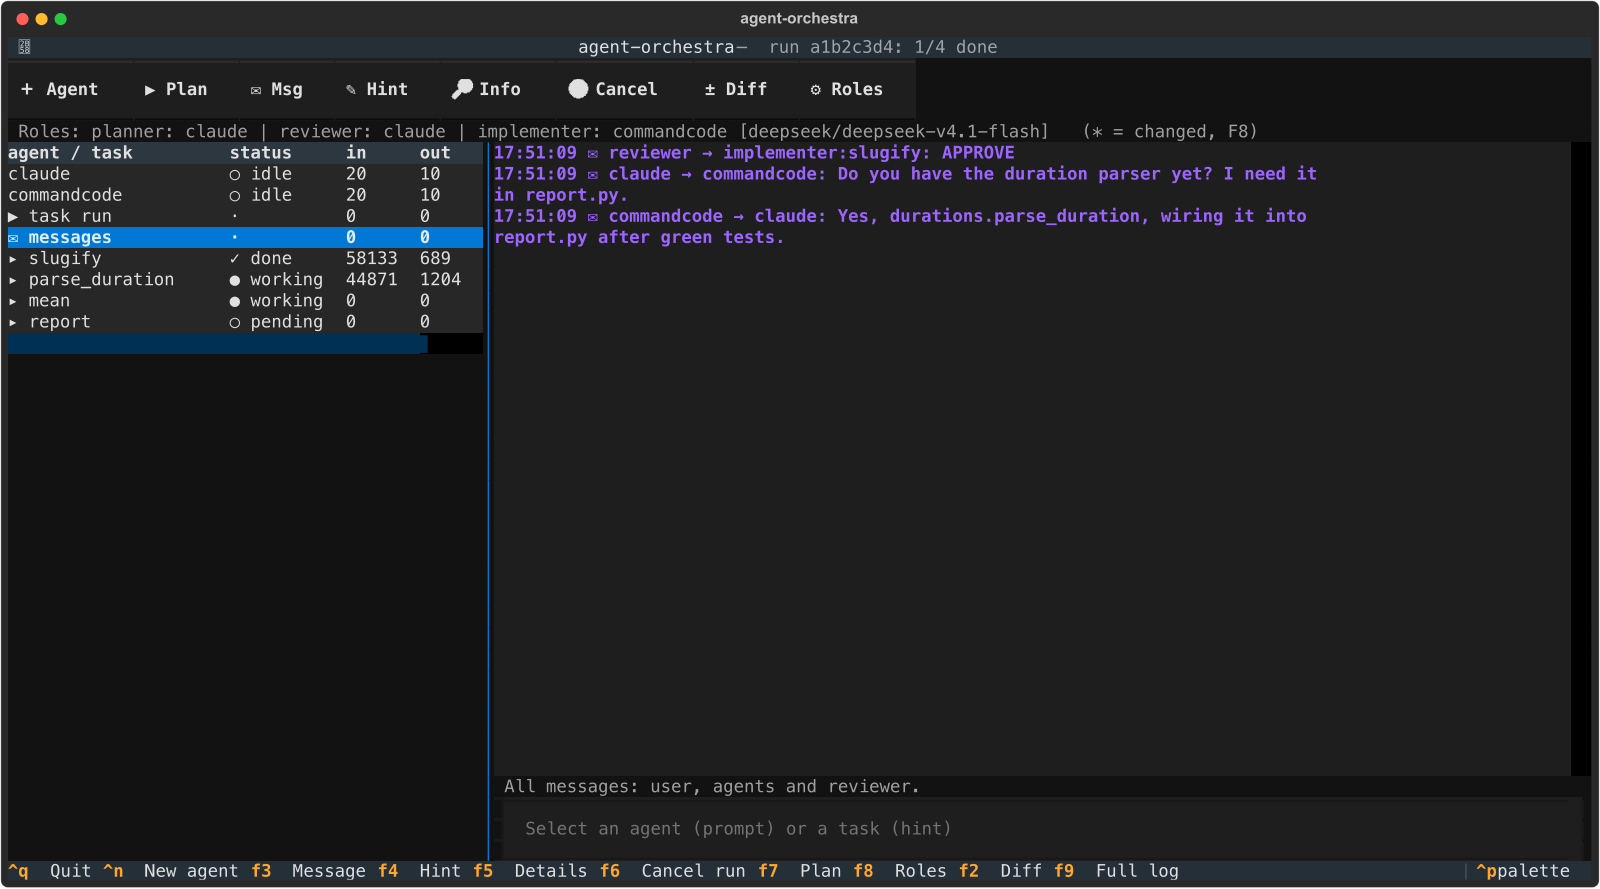 agent-orchestra
agent-orchestra— run a1b2c3d4: 1/4 done
+ Agent ▶ Plan ✉ Msg ✎ Hint 🔎 Info ⬤ Cancel ± Diff ⚙ Roles
Roles: planner: claude | reviewer: claude | implementer: commandcode [deepseek/deepseek-v4.1-flash] (* = changed, F8)
agent / task status in out
claude ○ idle 20 10
commandcode ○ idle 20 10
▶ task run · 0 0
✉ messages · 0 0
▸ slugify ✓ done 58133 689
▸ parse_duration ● working 44871 1204
▸ mean ● working 0 0
▸ report ○ pending 0 0
17:51:09 ✉ reviewer → implementer:slugify: APPROVE
17:51:09 ✉ claude → commandcode: Do you have the duration parser yet? I need it
in report.py.
17:51:09 ✉ commandcode → claude: Yes, durations.parse_duration, wiring it into
report.py after green tests.
All messages: user, agents and reviewer.
Select an agent (prompt) or a task (hint)
^q Quit ^n New agent f3 Message f4 Hint f5 Details f6 Cancel run f7 Plan f8 Roles f2 Diff f9 Full log ^ppalette